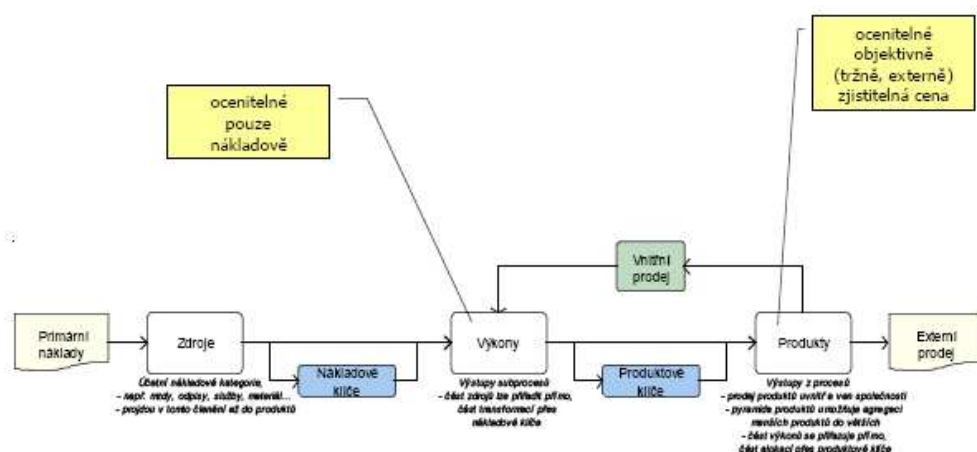 ocenitelné
objektivně
(tržně, externě)
zjistitelná cena
ocenitelné
pouze
nákladově
Vnitřní
prodej
Primární
náklady
Zdroje
Výkony
Produkty
Externí
prodej
Nákladové
klíče
Produktové
klíče
Účetní nákladové kategorie,
- např. mzdy, odpisy, služby, materiál...
- projdou v tomto členění až do produktů
Výstupy subprocesů
- část zdrojů lze přiřadit přímo,
část transformací přes
nákladové klíče
Výstupy z procesů
- prodej produktů uvnitř a ven společnosti
- pyramida produktů umožňuje agregaci
menších produktů do větších
- část výkonů se přiřazuje přímo,
část alokací přes produktové klíče